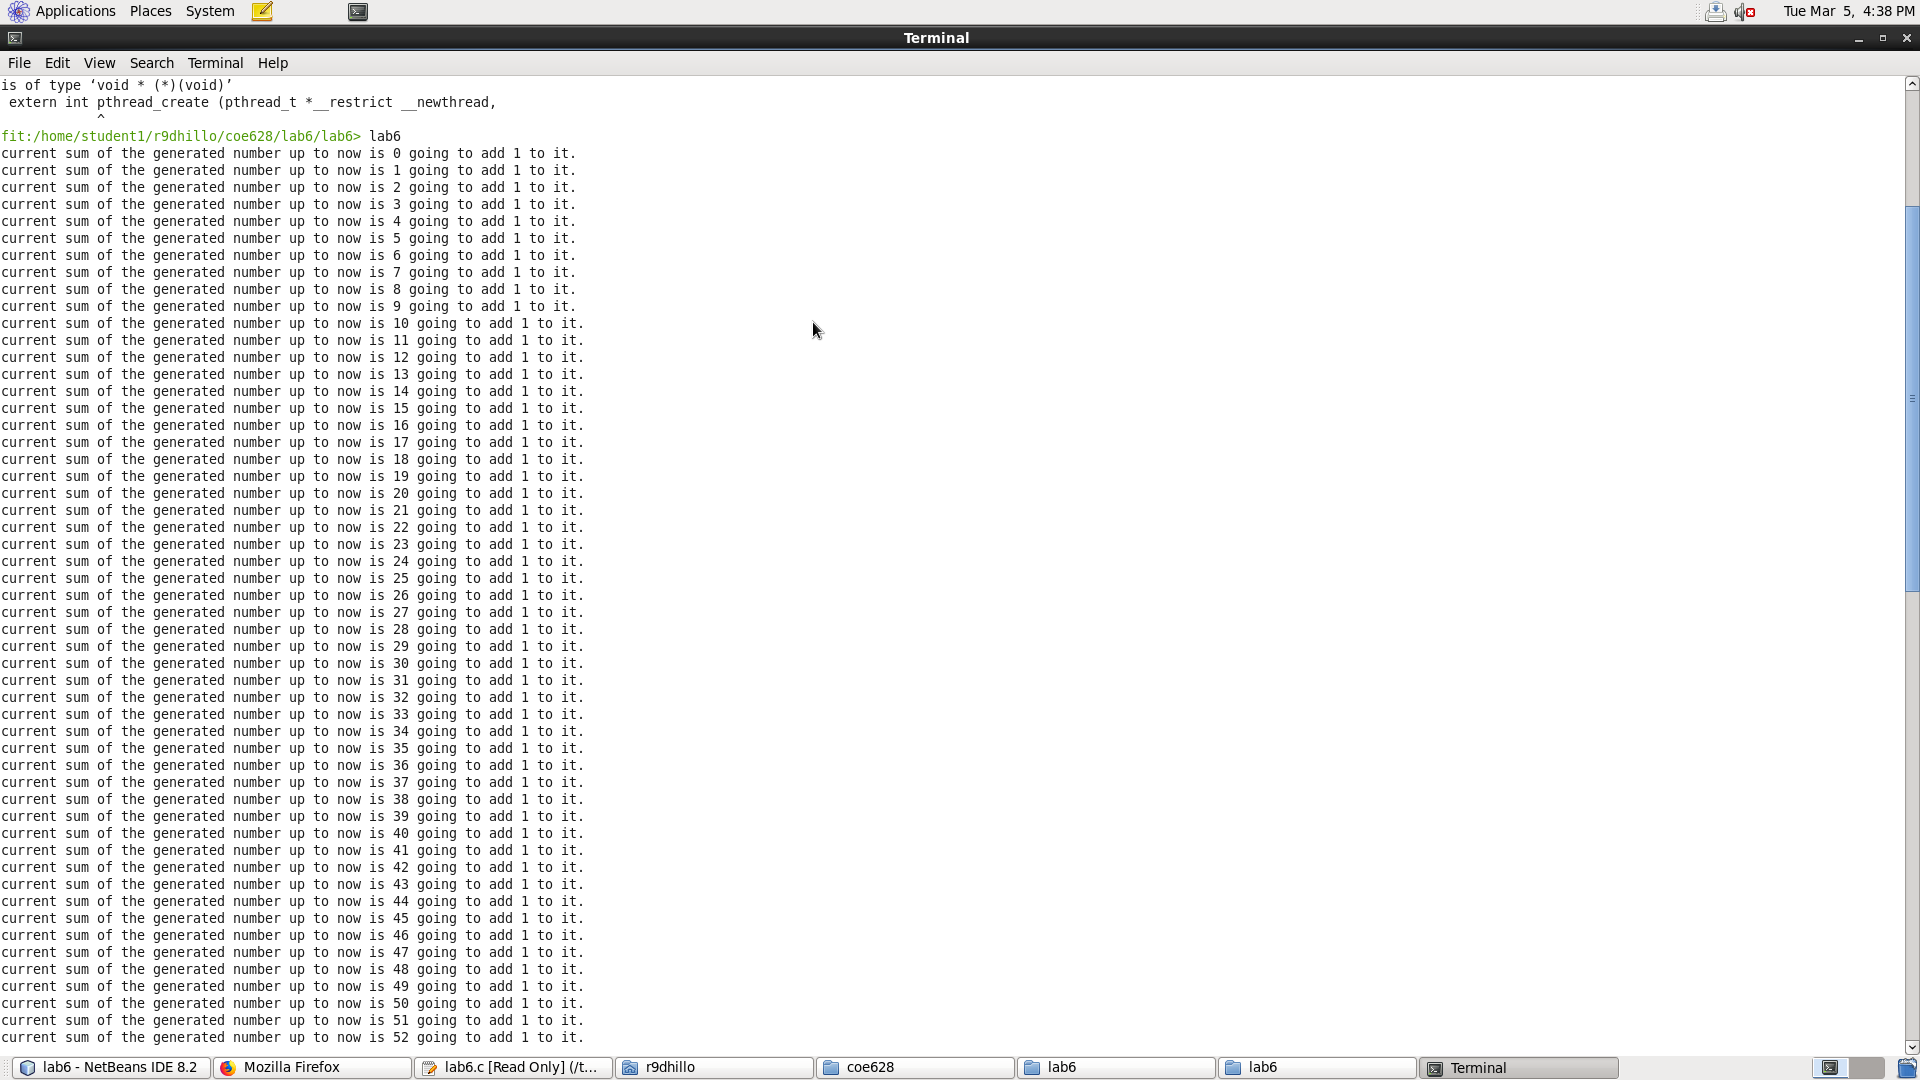 Applications Places System Tue Mar 5, 4:38 PM
Terminal
File Edit View Search Terminal Help
is of type ‘void * (*)(void)’
 extern int pthread_create (pthread_t *__restrict __newthread,
            ^
fit:/home/student1/r9dhillo/coe628/lab6/lab6> lab6
current sum of the generated number up to now is 0 going to add 1 to it.
current sum of the generated number up to now is 1 going to add 1 to it.
current sum of the generated number up to now is 2 going to add 1 to it.
current sum of the generated number up to now is 3 going to add 1 to it.
current sum of the generated number up to now is 4 going to add 1 to it.
current sum of the generated number up to now is 5 going to add 1 to it.
current sum of the generated number up to now is 6 going to add 1 to it.
current sum of the generated number up to now is 7 going to add 1 to it.
current sum of the generated number up to now is 8 going to add 1 to it.
current sum of the generated number up to now is 9 going to add 1 to it.
current sum of the generated number up to now is 10 going to add 1 to it.
current sum of the generated number up to now is 11 going to add 1 to it.
current sum of the generated number up to now is 12 going to add 1 to it.
current sum of the generated number up to now is 13 going to add 1 to it.
current sum of the generated number up to now is 14 going to add 1 to it.
current sum of the generated number up to now is 15 going to add 1 to it.
current sum of the generated number up to now is 16 going to add 1 to it.
current sum of the generated number up to now is 17 going to add 1 to it.
current sum of the generated number up to now is 18 going to add 1 to it.
current sum of the generated number up to now is 19 going to add 1 to it.
current sum of the generated number up to now is 20 going to add 1 to it.
current sum of the generated number up to now is 21 going to add 1 to it.
current sum of the generated number up to now is 22 going to add 1 to it.
current sum of the generated number up to now is 23 going to add 1 to it.
current sum of the generated number up to now is 24 going to add 1 to it.
current sum of the generated number up to now is 25 going to add 1 to it.
current sum of the generated number up to now is 26 going to add 1 to it.
current sum of the generated number up to now is 27 going to add 1 to it.
current sum of the generated number up to now is 28 going to add 1 to it.
current sum of the generated number up to now is 29 going to add 1 to it.
current sum of the generated number up to now is 30 going to add 1 to it.
current sum of the generated number up to now is 31 going to add 1 to it.
current sum of the generated number up to now is 32 going to add 1 to it.
current sum of the generated number up to now is 33 going to add 1 to it.
current sum of the generated number up to now is 34 going to add 1 to it.
current sum of the generated number up to now is 35 going to add 1 to it.
current sum of the generated number up to now is 36 going to add 1 to it.
current sum of the generated number up to now is 37 going to add 1 to it.
current sum of the generated number up to now is 38 going to add 1 to it.
current sum of the generated number up to now is 39 going to add 1 to it.
current sum of the generated number up to now is 40 going to add 1 to it.
current sum of the generated number up to now is 41 going to add 1 to it.
current sum of the generated number up to now is 42 going to add 1 to it.
current sum of the generated number up to now is 43 going to add 1 to it.
current sum of the generated number up to now is 44 going to add 1 to it.
current sum of the generated number up to now is 45 going to add 1 to it.
current sum of the generated number up to now is 46 going to add 1 to it.
current sum of the generated number up to now is 47 going to add 1 to it.
current sum of the generated number up to now is 48 going to add 1 to it.
current sum of the generated number up to now is 49 going to add 1 to it.
current sum of the generated number up to now is 50 going to add 1 to it.
current sum of the generated number up to now is 51 going to add 1 to it.
current sum of the generated number up to now is 52 going to add 1 to it.
lab6 - NetBeans IDE 8.2 Mozilla Firefox lab6.c [Read Only] (/t... r9dhillo coe628 lab6 lab6 Terminal